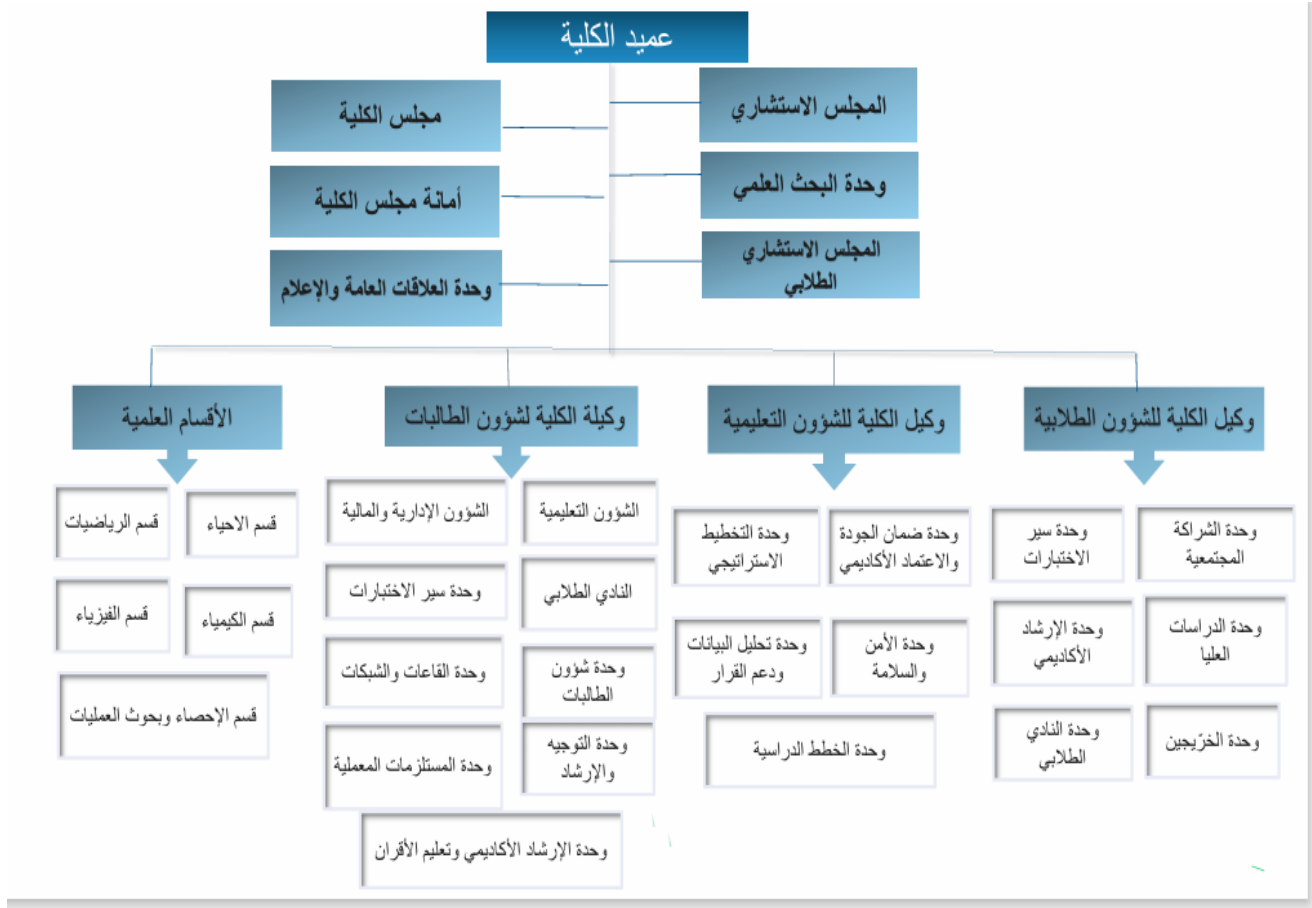 عميد الكلية
المجلس الاستشاري
مجلس الكلية
وحدة البحث العلمي
أمانة مجلس الكلية
المجلس الاستشاري
الطلابي
وحدة العلاقات العامة والإعلام
وكيل الكلية للشؤون الطلابية
وكيل الكلية للشؤون التعليمية
وكيلة الكلية لشؤون الطالبات
الأقسام العلمية
وحدة الشراكة
المجتمعية
وحدة سير
الاختبارات
وحدة الدراسات
العليا
وحدة الإرشاد
الأكاديمي
وحدة الخرّيجين
وحدة النادي
الطلابي
وحدة ضمان الجودة
والاعتماد الأكاديمي
وحدة التخطيط
الاستراتيجي
وحدة الأمن
والسلامة
وحدة تحليل البيانات
ودعم القرار
وحدة الخطط الدراسية
الشؤون التعليمية
الشؤون الإدارية والمالية
النادي الطلابي
وحدة سير الاختبارات
وحدة شؤون
الطالبات
وحدة القاعات والشبكات
وحدة التوجيه
والإرشاد
وحدة المستلزمات المعملية
وحدة الإرشاد الأكاديمي وتعليم الأقران
قسم الاحياء
قسم الرياضيات
قسم الكيمياء
قسم الفيزياء
قسم الإحصاء وبحوث العمليات